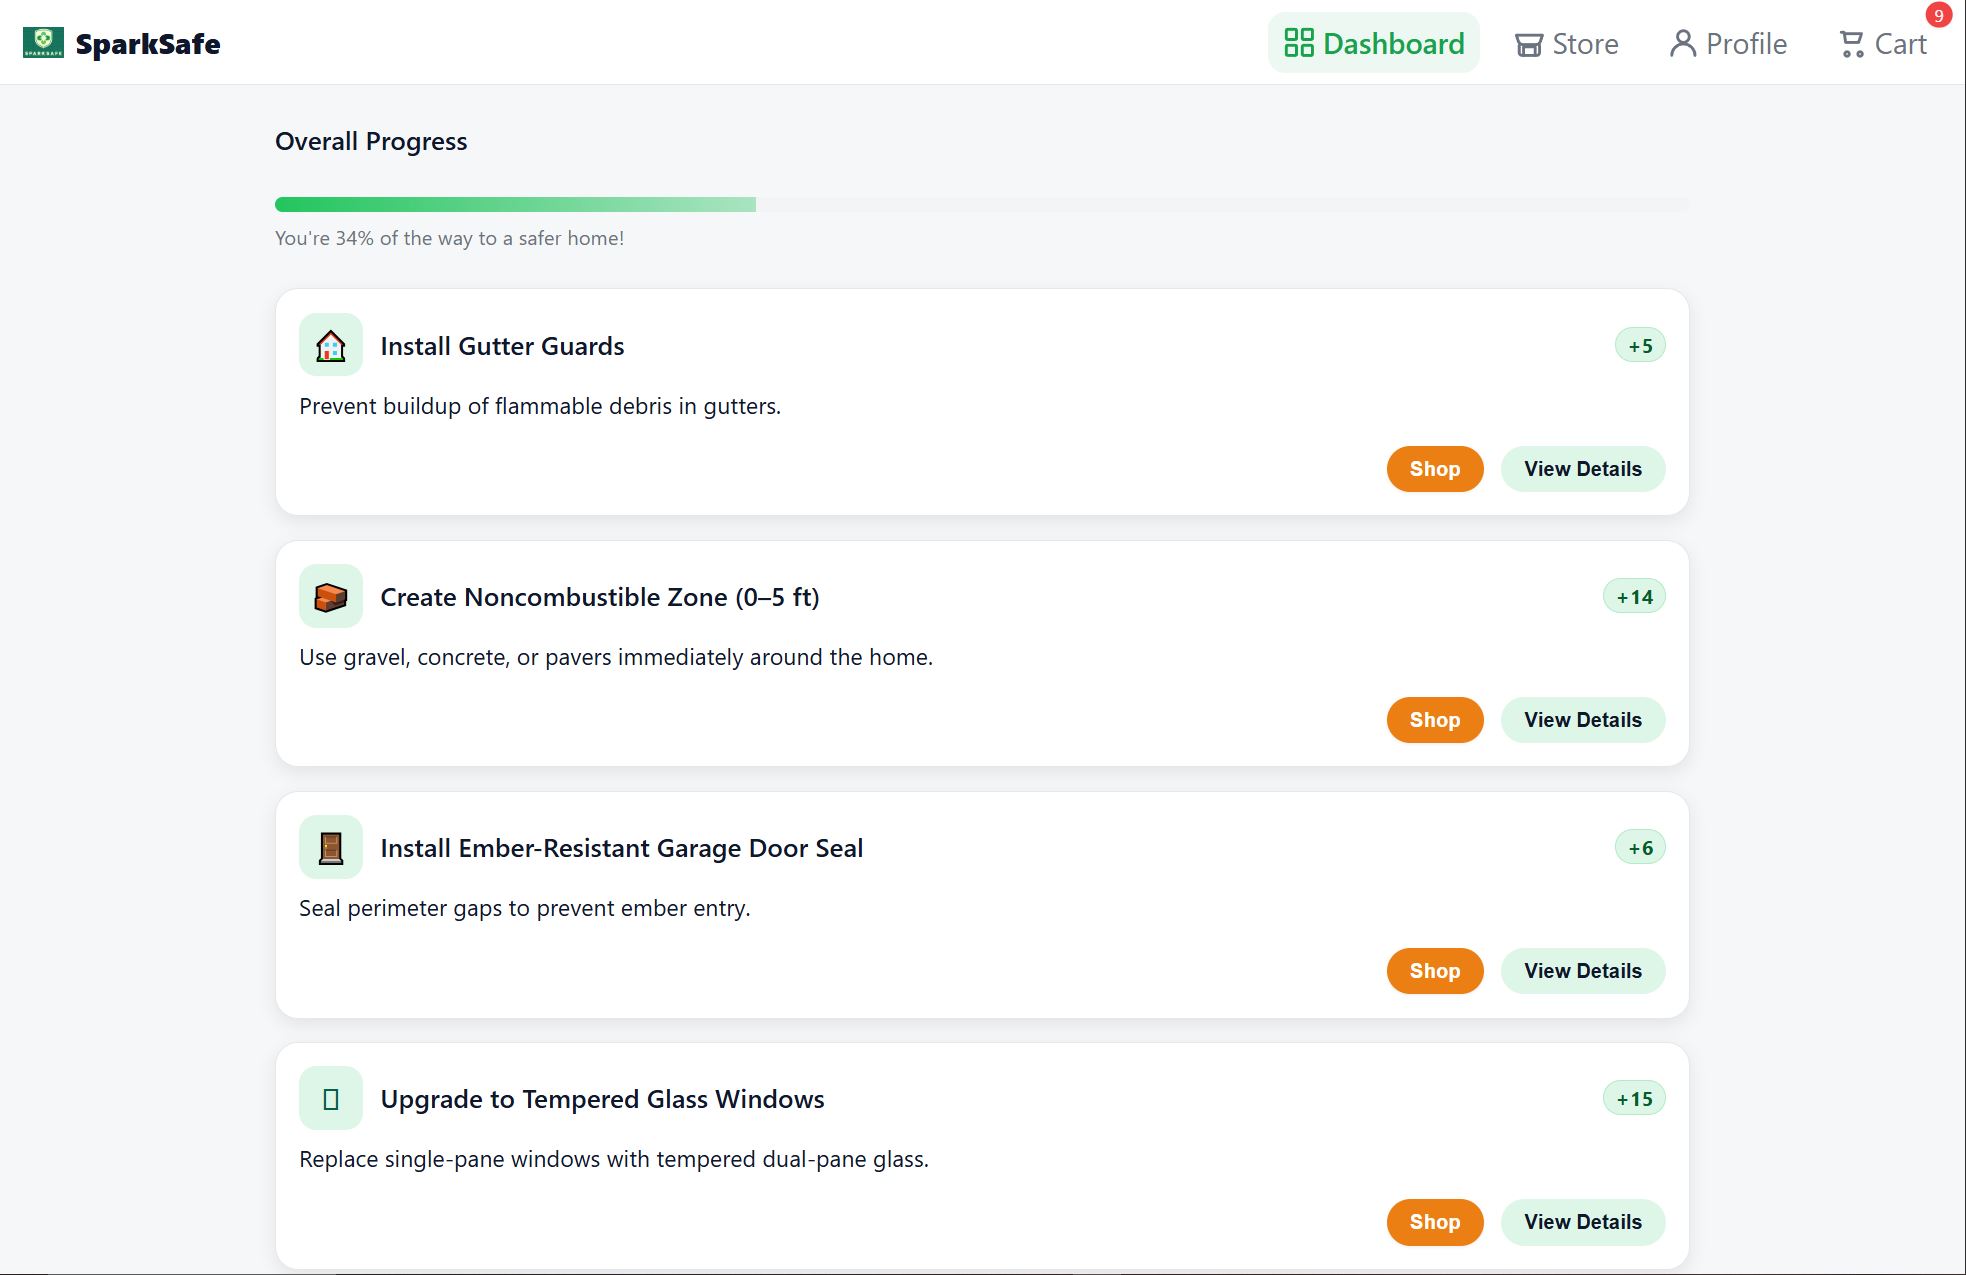 SPARKSAFE
SparkSafe
Dashboard
Store
Profile
Cart
9
Overall Progress
You're 34% of the way to a safer home!
Install Gutter Guards
+5
Prevent buildup of flammable debris in gutters.
Shop
View Details
Create Noncombustible Zone (0–5 ft)
+14
Use gravel, concrete, or pavers immediately around the home.
Shop
View Details
Install Ember-Resistant Garage Door Seal
+6
Seal perimeter gaps to prevent ember entry.
Shop
View Details
Upgrade to Tempered Glass Windows
+15
Replace single-pane windows with tempered dual-pane glass.
Shop
View Details